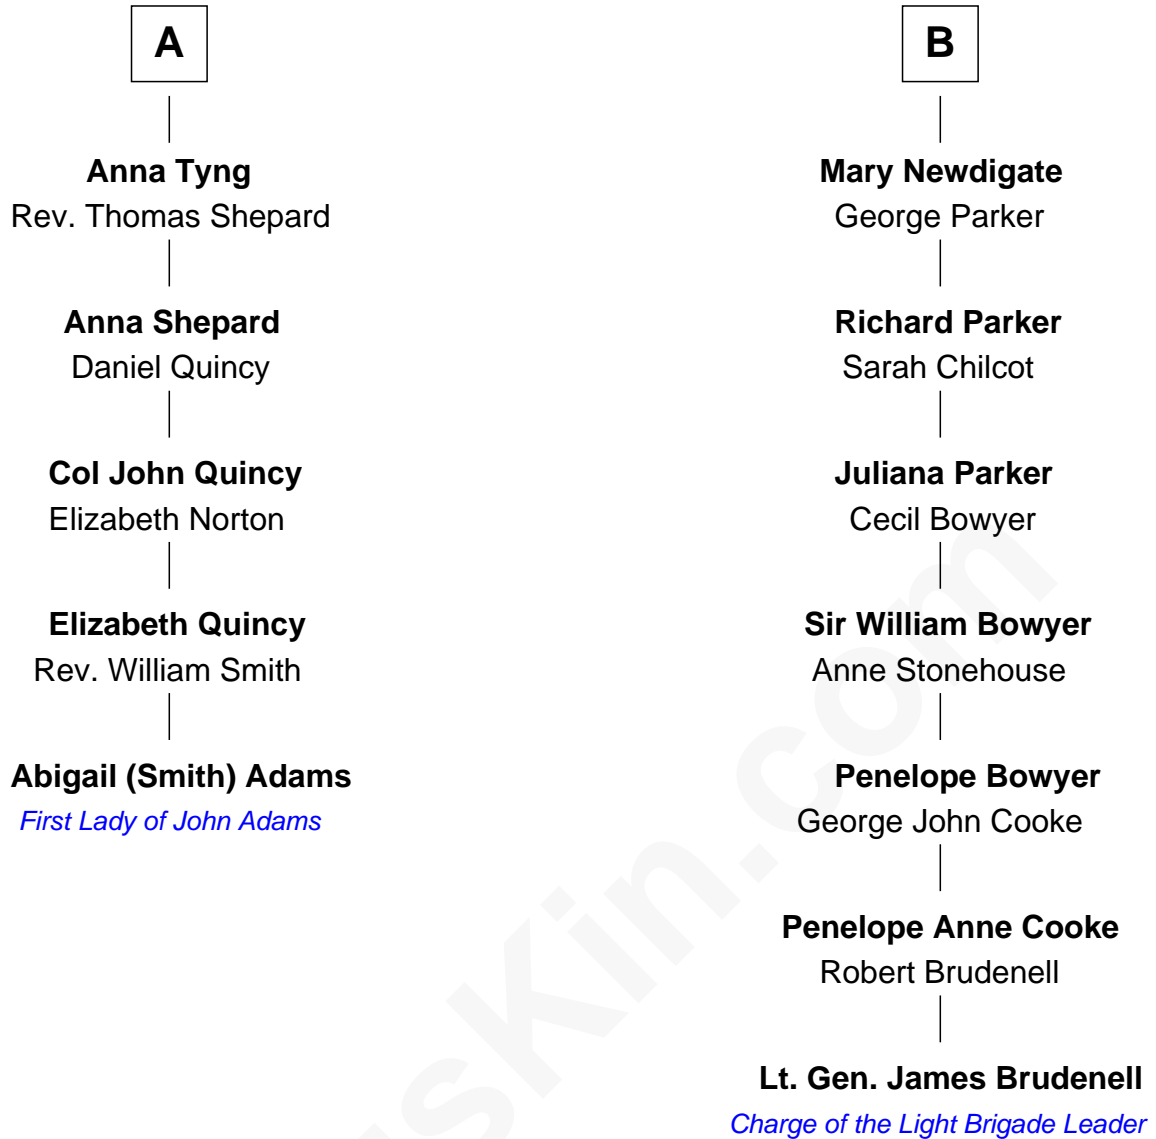 A
Anna Tyng
Rev. Thomas Shepard
Anna Shepard
Daniel Quincy
Col John Quincy
Elizabeth Norton
Elizabeth Quincy
Rev. William Smith
Abigail (Smith) Adams
First Lady of John Adams
B
Mary Newdigate
George Parker
Richard Parker
Sarah Chilcot
Juliana Parker
Cecil Bowyer
Sir William Bowyer
Anne Stonehouse
Penelope Bowyer
George John Cooke
Penelope Anne Cooke
Robert Brudenell
Lt. Gen. James Brudenell
Charge of the Light Brigade Leader
sKin.com